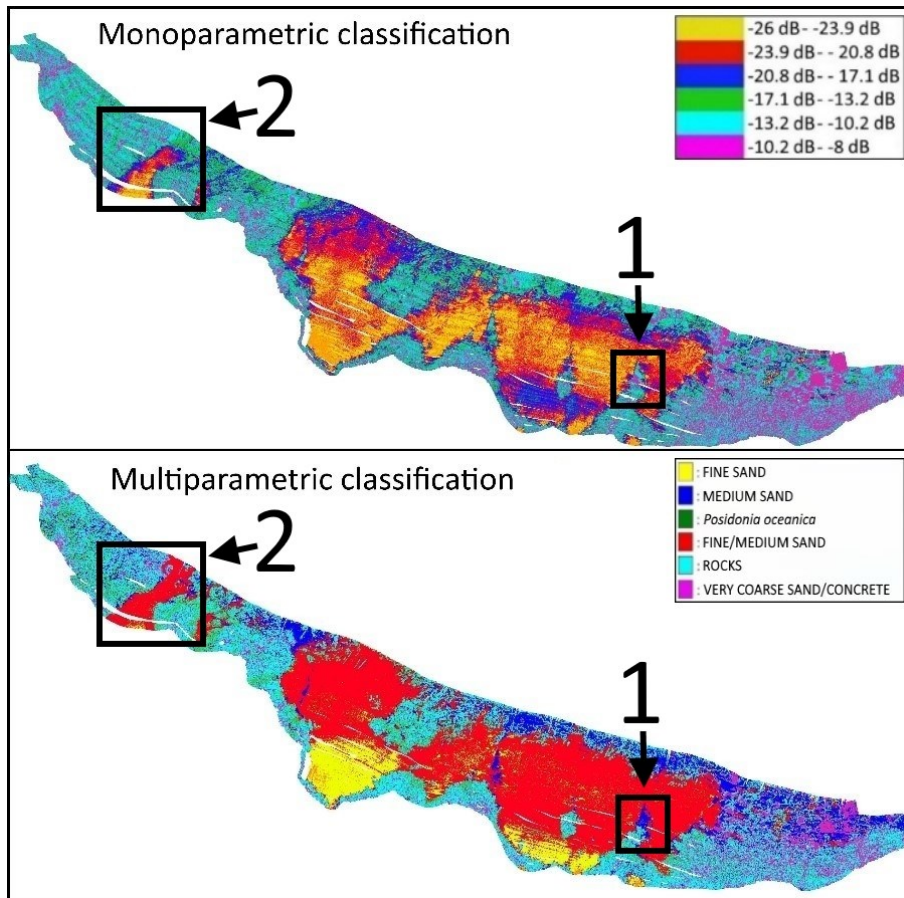 Monoparametric classification
-26 dB- -23.9 dB
-23.9 dB- - 20.8 dB
-20.8 dB- - 17.1 dB
-17.1 dB- -13.2 dB
-13.2 dB- -10.2 dB
-10.2 dB- -8 dB
2
1
Multiparametric classification
: FINE SAND
: MEDIUM SAND
: Posidonia oceanica
: FINE/MEDIUM SAND
: ROCKS
: VERY COARSE SAND/CONCRETE
2
1